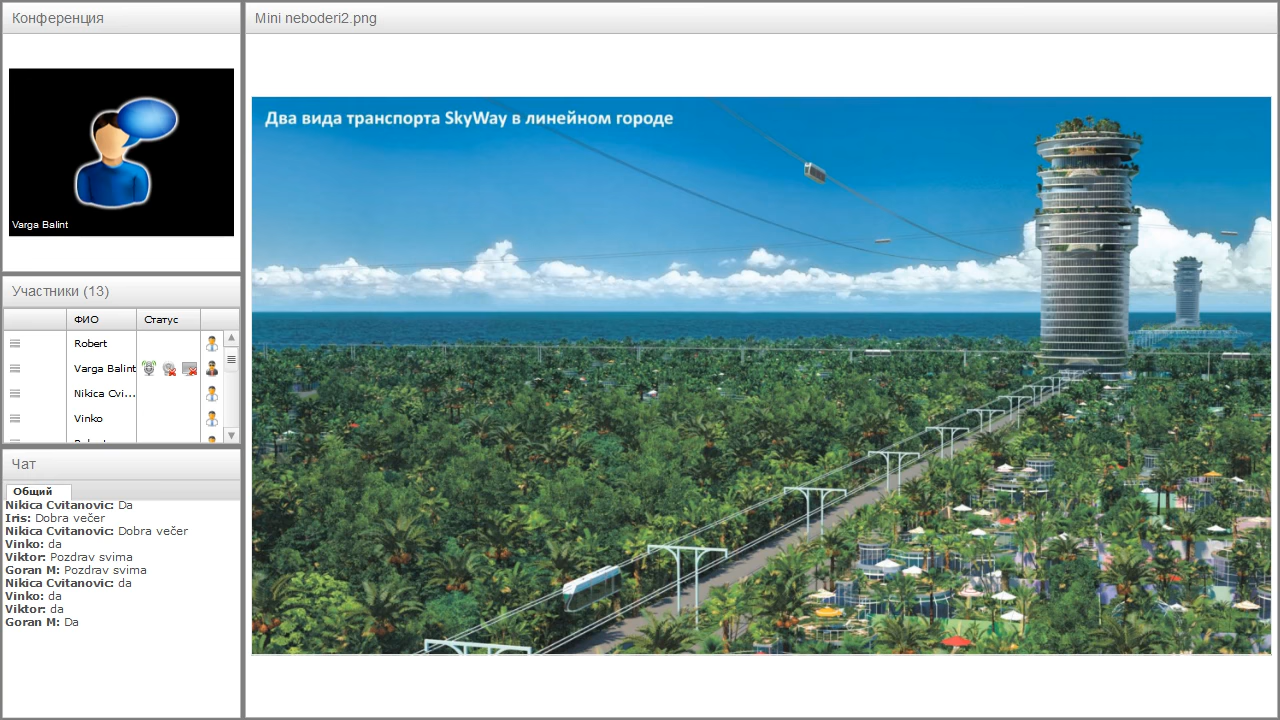 Конференция
Varga Balint
Участники (13)
ФИО Статус
Robert
Varga Balint
Nikica Cvi...
Vinko
Чат
Общий
Nikica Cvitanovic: Da
Iris: Dobra večer
Nikica Cvitanovic: Dobra večer
Vinko: da
Viktor: Pozdrav svima
Goran M: Pozdrav svima
Nikica Cvitanovic: da
Vinko: da
Viktor: da
Goran M: Da
Mini neboderi2.png
Два вида транспорта SkyWay в линейном городе